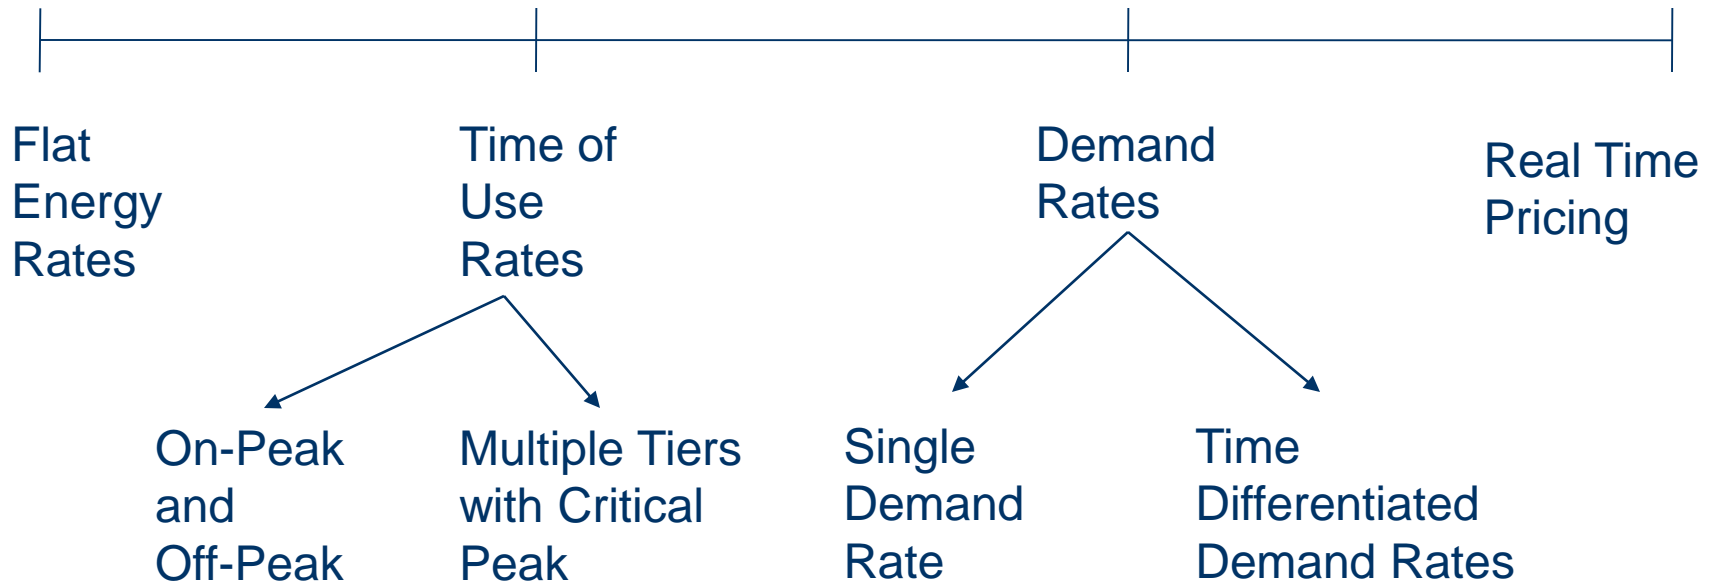 Flat
Energy
Rates
Time of
Use
Rates
Demand
Rates
Real Time
Pricing
On-Peak
and
Off-Peak
Multiple Tiers
with Critical
Peak
Single
Demand
Rate
Time
Differentiated
Demand Rates